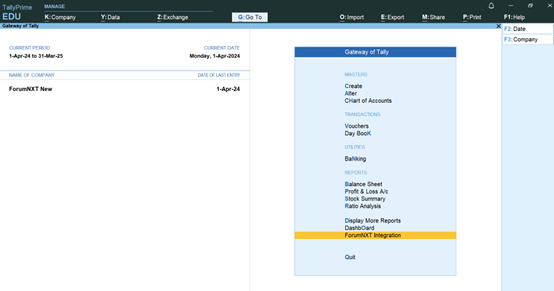 TallyPrime
EDU
MANAGE
K:Company
Y:Data
Z:Exchange
G:Go To
O:Import
E:Export
M:Share
P:Print
F1:Help
Gateway of Tally
F2: Date
F3: Company
CURRENT PERIOD
CURRENT DATE
1-Apr-24 to 31-Mar-25
Monday, 1-Apr-2024
NAME OF COMPANY
DATE OF LAST ENTRY
ForumNXT New
1-Apr-24
Gateway of Tally
MASTERS
Create
Alter
CHart of Accounts
TRANSACTIONS
Vouchers
Day BooK
UTILITIES
BaNking
REPORTS
Balance Sheet
Profit & Loss A/c
Stock Summary
Ratio Analysis
Display More Reports
DashbOard
ForumNXT Integration
Quit